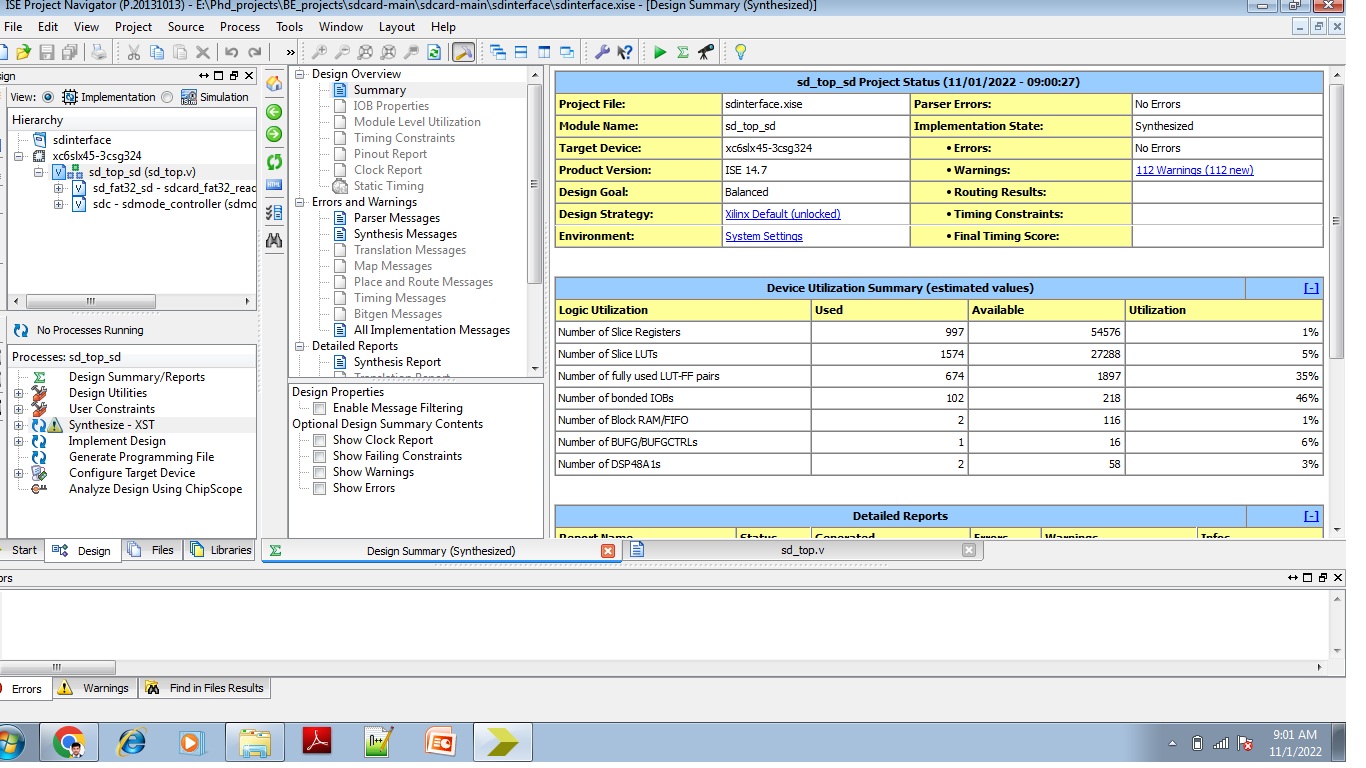 ISE Project Navigator (P.20131013) - E:\Phd_projects\BE_projects\sdcard-main\sdcard-main\sdinterface\sdinterface.xise - [Design Summary (Synthesized)]
File Edit View Project Source Process Tools Window Layout Help
View: Implementation Simulation
Hierarchy
sdinterface
xc6slx45-3csg324
sd_top_sd (sd_top.v)
sd_fat32_sd - sdcard_fat32_reac
sdc - sdmode_controller (sdmc
No Processes Running
Processes: sd_top_sd
Design Summary/Reports
Design Utilities
User Constraints
Synthesize - XST
Implement Design
Generate Programming File
Configure Target Device
Analyze Design Using ChipScope
Start Design Files Libraries
Design Overview
Summary
IOB Properties
Module Level Utilization
Timing Constraints
Pinout Report
Clock Report
Static Timing
Errors and Warnings
Parser Messages
Synthesis Messages
Translation Messages
Map Messages
Place and Route Messages
Timing Messages
Bitgen Messages
All Implementation Messages
Detailed Reports
Synthesis Report
Design Properties
Enable Message Filtering
Optional Design Summary Contents
Show Clock Report
Show Failing Constraints
Show Warnings
Show Errors
sd_top_sd Project Status (11/01/2022 - 09:00:27)
Project File: sdinterface.xise Parser Errors: No Errors
Module Name: sd_top_sd Implementation State: Synthesized
Target Device: xc6slx45-3csg324 • Errors: No Errors
Product Version: ISE 14.7 • Warnings: 112 Warnings (112 new)
Design Goal: Balanced • Routing Results:
Design Strategy: Xilinx Default (unlocked) • Timing Constraints:
Environment: System Settings • Final Timing Score:
Device Utilization Summary (estimated values) [-]
Logic Utilization Used Available Utilization
Number of Slice Registers 997 54576 1%
Number of Slice LUTs 1574 27288 5%
Number of fully used LUT-FF pairs 674 1897 35%
Number of bonded IOBs 102 218 46%
Number of Block RAM/FIFO 2 116 1%
Number of BUFG/BUFGCTRLs 1 16 6%
Number of DSP48A1s 2 58 3%
Detailed Reports [-]
Report Name Status Generated Errors Warnings Infos
Design Summary (Synthesized) sd_top.v
Errors Warnings Find in Files Results
9:01 AM
11/1/2022